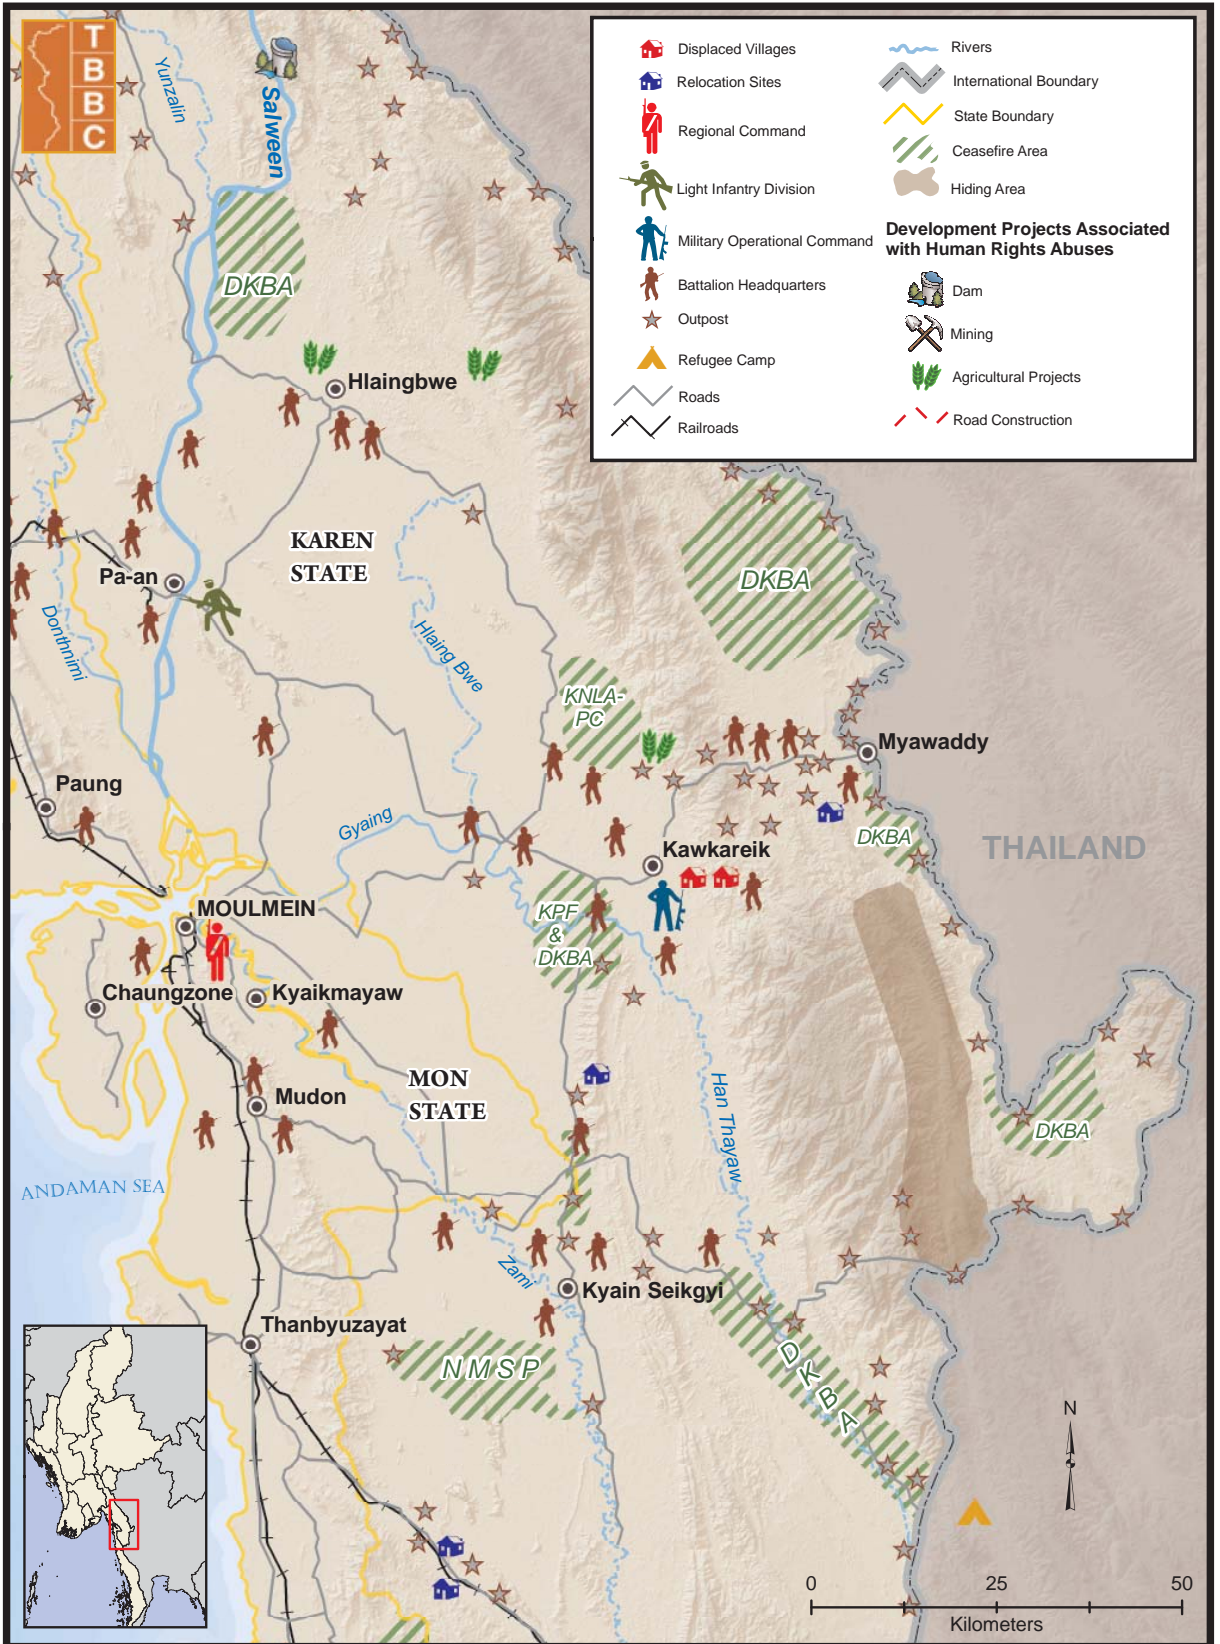 T
B
B
C
Yunzalin
Salween
DKBA
Hlaingbwe
Displaced Villages
Relocation Sites
Regional Command
Light Infantry Division
Military Operational Command
Battalion Headquarters
Outpost
Refugee Camp
Roads
Railroads
Rivers
International Boundary
State Boundary
Ceasefire Area
Hiding Area
Development Projects Associated
with Human Rights Abuses
Dam
Mining
Agricultural Projects
Road Construction
KAREN
STATE
Pa-an
Donthnimi
Hlaing Bwe
DKBA
KNLA-
PC
Myawaddy
Paung
Gyaing
Kawkareik
DKBA
THAILAND
MOULMEIN
KPF
&
DKBA
Chaungzone
Kyaikmayaw
MON
STATE
Mudon
Han Thayaw
DKBA
ANDAMAN SEA
Zami
Kyain Seikgyi
Thanbyuzayat
NMSP
DKBA
N
0 25 50
Kilometers